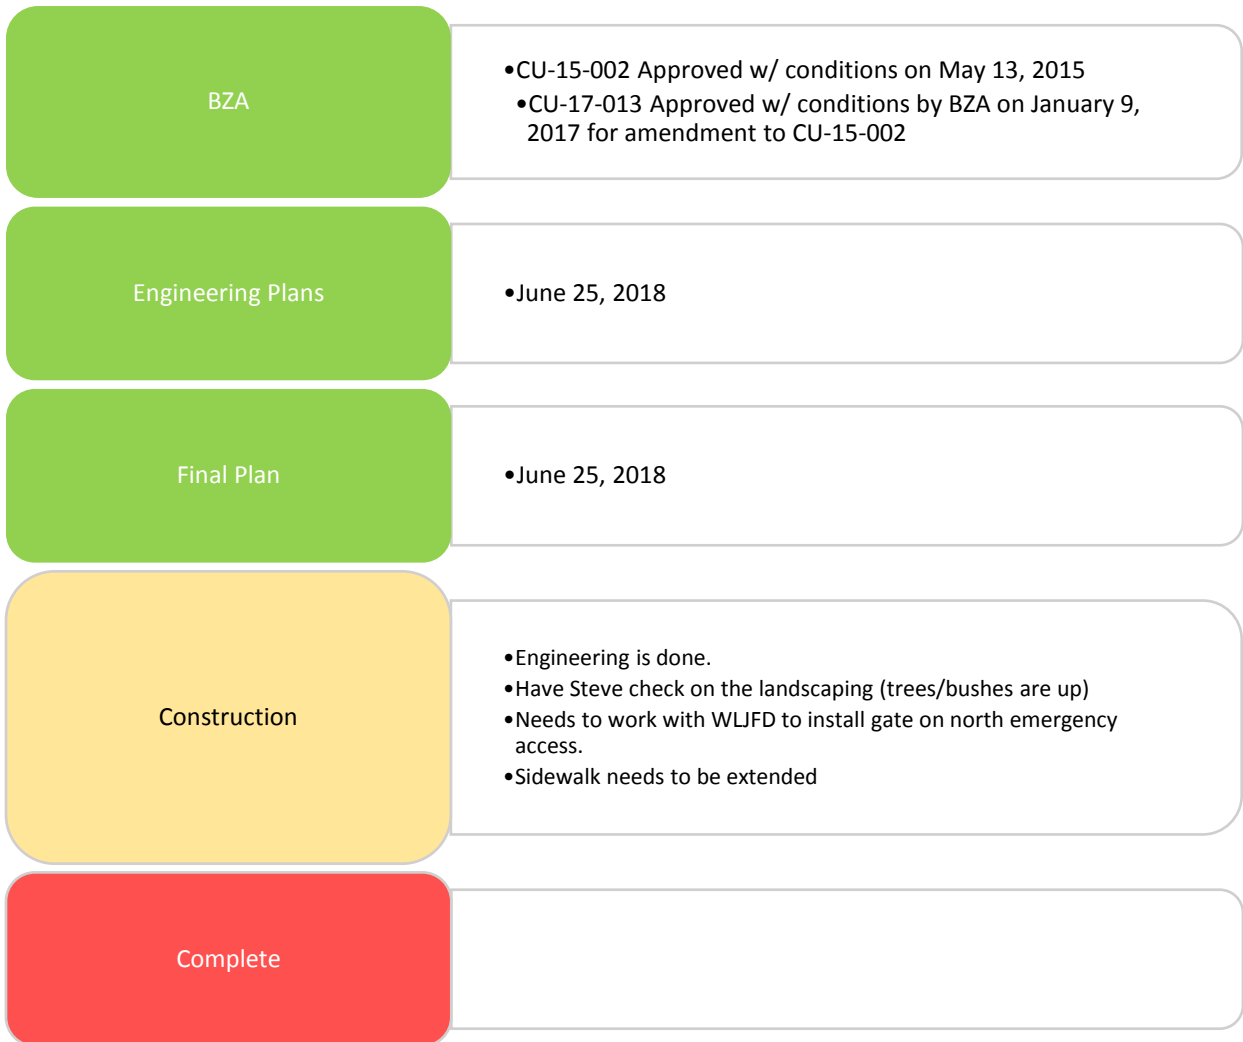 BZA
•CU-15-002 Approved w/ conditions on May 13, 2015
•CU-17-013 Approved w/ conditions by BZA on January 9,
2017 for amendment to CU-15-002
Engineering Plans
•June 25, 2018
Final Plan
•June 25, 2018
Construction
•Engineering is done.
•Have Steve check on the landscaping (trees/bushes are up)
•Needs to work with WLJFD to install gate on north emergency
access.
•Sidewalk needs to be extended
Complete